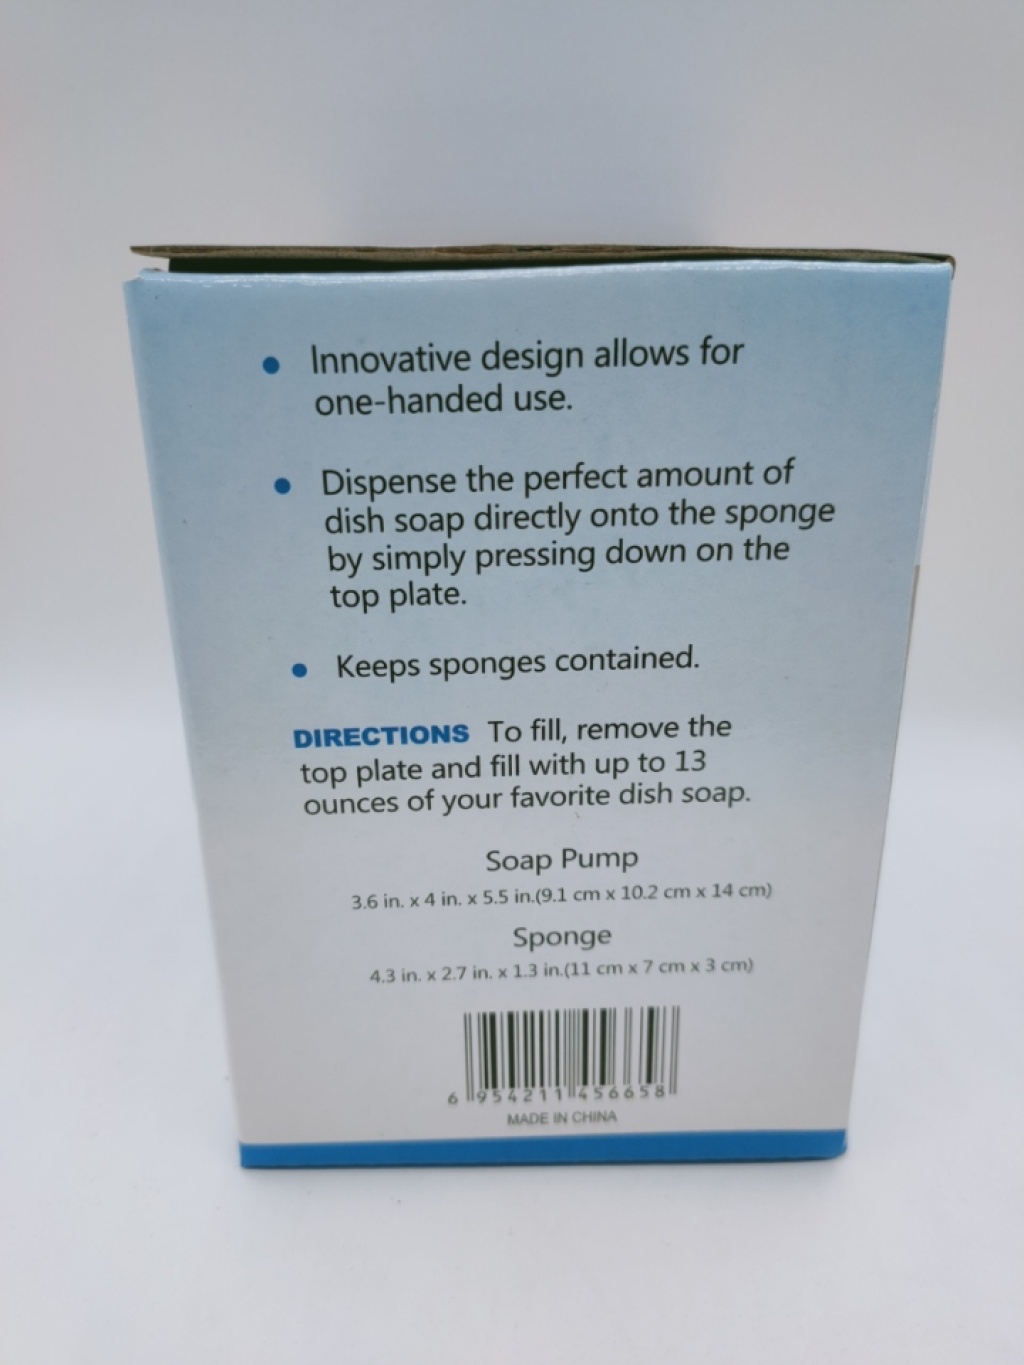 ● Innovative design allows for
one-handed use.
● Dispense the perfect amount of
dish soap directly onto the sponge
by simply pressing down on the
top plate.
● Keeps sponges contained.
DIRECTIONS To fill, remove the
top plate and fill with up to 13
ounces of your favorite dish soap.
Soap Pump
3.6 in. x 4 in. x 5.5 in.(9.1 cm x 10.2 cm x 14 cm)
Sponge
4.3 in. x 2.7 in. x 1.3 in.(11 cm x 7 cm x 3 cm)
6 954211 456658
MADE IN CHINA